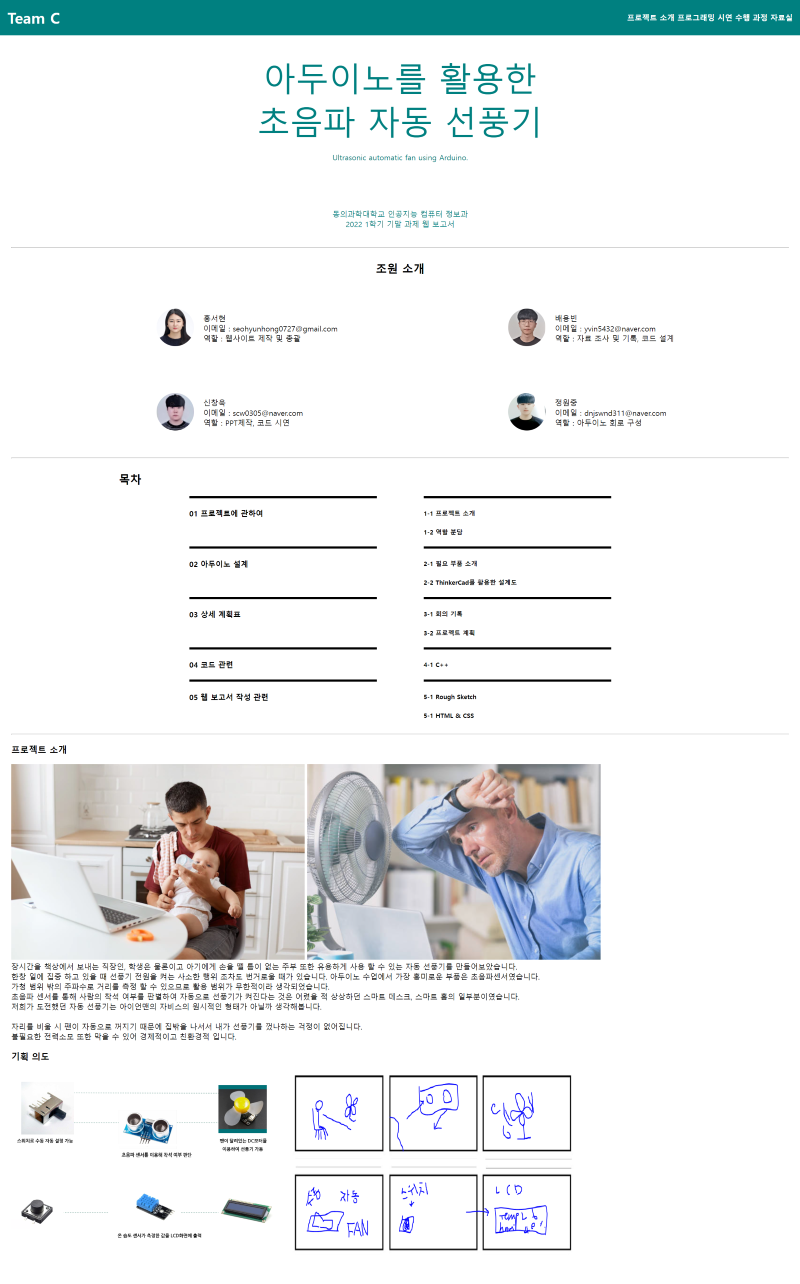 Team C
프로젝트 소개 프로그래밍 시연 수행 과정 자료실
아두이노를 활용한
초음파 자동 선풍기
Ultrasonic automatic fan using Arduino.
동의과학대학교 인공지능 컴퓨터 정보과
2022 1학기 기말 과제 웹 보고서
조원 소개
홍서현
이메일 : seohyunhong0727@gmail.com
역할 : 웹사이트 제작 및 총괄
배용빈
이메일 : yvin5432@naver.com
역할 : 자료 조사 및 기록, 코드 설계
신창욱
이메일 : scw0305@naver.com
역할 : PPT제작, 코드 시연
정원중
이메일 : dnjswnd311@naver.com
역할 : 아두이노 회로 구성
목차
01 프로젝트에 관하여
1-1 프로젝트 소개
1-2 역할 분담
02 아두이노 설계
2-1 필요 부품 소개
2-2 ThinkerCad를 활용한 설계도
03 상세 계획표
3-1 회의 기록
3-2 프로젝트 계획
04 코드 관련
4-1 C++
05 웹 보고서 작성 관련
5-1 Rough Sketch
5-1 HTML & CSS
프로젝트 소개
장시간을 책상에서 보내는 직장인, 학생은 물론이고 아기에게 손을 뗄 틈이 없는 주부 또한 유용하게 사용 할 수 있는 자동 선풍기를 만들어보았습니다.
한창 일에 집중 하고 있을 때 선풍기 전원을 켜는 사소한 행위 조차도 번거로울 때가 있습니다. 아두이노 수업에서 가장 흥미로운 부품은 초음파센서였습니다.
가청 범위 밖의 주파수로 거리를 측정 할 수 있으므로 활용 범위가 무한적이라 생각되었습니다.
초음파 센서를 통해 사람의 착석 여부를 판별하여 자동으로 선풍기가 켜진다는 것은 어렸을 적 상상하던 스마트 데스크, 스마트 홈의 일부분이였습니다.
저희가 도전했던 자동 선풍기는 아이언맨의 자비스의 원시적인 형태가 아닐까 생각해봅니다.
자리를 비울 시 팬이 자동으로 꺼지기 때문에 집밖을 나서서 내가 선풍기를 껐나하는 걱정이 없어집니다.
불필요한 전력소모 또한 막을 수 있어 경제적이고 친환경적 입니다.
기획 의도
스위치로 수동 자동 설정 가능
초음파 센서를 이용해 착석 여부 판단
팬이 달려있는 DC모터를
이용하여 선풍기 가동
온 습도 센서가 측정한 값을 LCD화면에 출력
자동
FAN
스위치
LCD